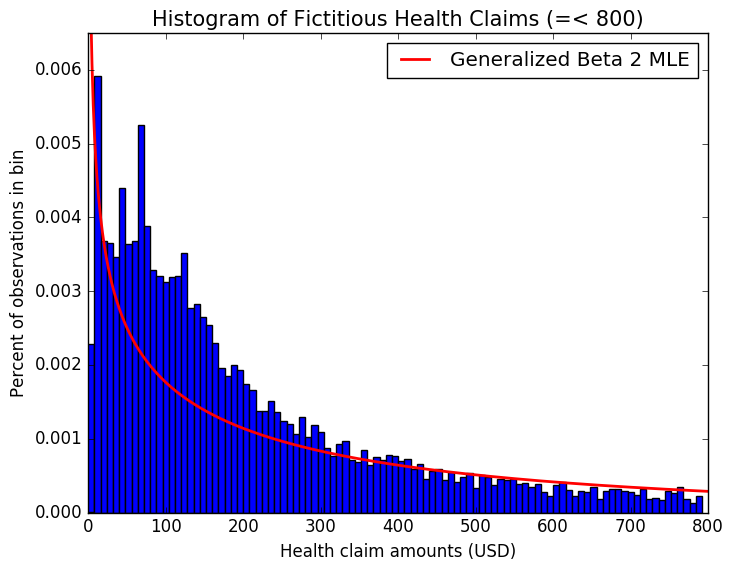 Histogram of Fictitious Health Claims (=< 800)
Generalized Beta 2 MLE
Percent of observations in bin
0.006
0.005
0.004
0.003
0.002
0.001
0.000
0 100 200 300 400 500 600 700 800
Health claim amounts (USD)